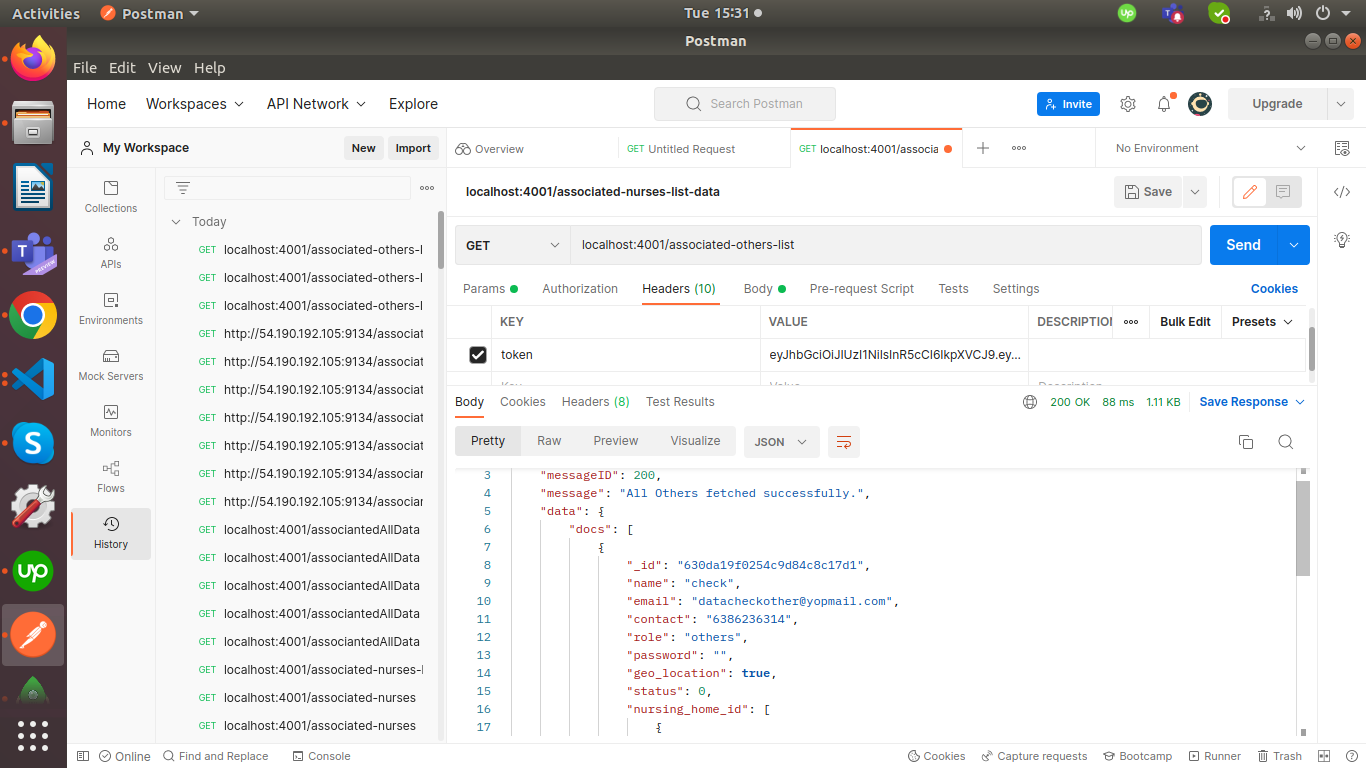 Activities Postman Tue 15:31
Postman
File Edit View Help
Home Workspaces API Network Explore Search Postman Invite Upgrade
My Workspace New Import Overview GET Untitled Request GET localhost:4001/associa No Environment
Collections
APIs
Environments
Mock Servers
Monitors
Flows
History
Today
GET localhost:4001/associated-others-l
GET localhost:4001/associated-others-l
GET localhost:4001/associated-others-l
GET http://54.190.192.105:9134/associat
GET http://54.190.192.105:9134/associat
GET http://54.190.192.105:9134/associat
GET http://54.190.192.105:9134/associat
GET http://54.190.192.105:9134/associat
GET http://54.190.192.105:9134/associar
GET http://54.190.192.105:9134/associar
GET localhost:4001/associantedAllData
GET localhost:4001/associantedAllData
GET localhost:4001/associantedAllData
GET localhost:4001/associantedAllData
GET localhost:4001/associantedAllData
GET localhost:4001/associated-nurses-l
GET localhost:4001/associated-nurses
GET localhost:4001/associated-nurses
localhost:4001/associated-nurses-list-data Save
GET localhost:4001/associated-others-list Send
Params Authorization Headers (10) Body Pre-request Script Tests Settings Cookies
KEY VALUE DESCRIPTION Bulk Edit Presets
token eyJhbGciOiJIUzI1NiIsInR5cCI6IkpXVCJ9.ey...
Key Value Description
Body Cookies Headers (8) Test Results 200 OK 88 ms 1.11 KB Save Response
Pretty Raw Preview Visualize JSON
3 "messageID": 200,
4 "message": "All Others fetched successfully.",
5 "data": {
6 "docs": [
7 {
8 "_id": "630da19f0254c9d84c8c17d1",
9 "name": "check",
10 "email": "datacheckother@yopmail.com",
11 "contact": "6386236314",
12 "role": "others",
13 "password": "",
14 "geo_location": true,
15 "status": 0,
16 "nursing_home_id": [
17 {
Online Find and Replace Console Cookies Capture requests Bootcamp Runner Trash